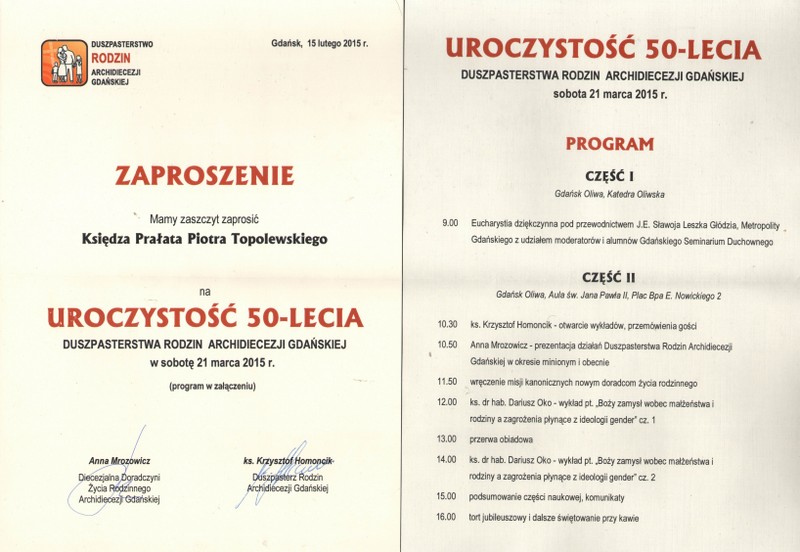 DUSZPASTERSTWO
RODZIN
ARCHIDIECEZJI
GDAŃSKIEJ
Gdańsk, 15 lutego 2015 r.
ZAPROSZENIE
Mamy zaszczyt zaprosić
Księdza Prałata Piotra Topolewskiego
na
UROCZYSTOŚĆ 50-LECIA
DUSZPASTERSTWA RODZIN ARCHIDIECEZJI GDAŃSKIEJ
w sobotę 21 marca 2015 r.
(program w załączeniu)
Anna Mrozowicz
Diecezjalna Doradczyni
Życia Rodzinnego
Archidiecezji Gdańskiej
ks. Krzysztof Homoncik
Duszpasterz Rodzin
Archidiecezji Gdańskiej
UROCZYSTOŚĆ 50-LECIA
DUSZPASTERSTWA RODZIN ARCHIDIECEZJI GDAŃSKIEJ
sobota 21 marca 2015 r.
PROGRAM
CZĘŚĆ I
Gdańsk Oliwa, Katedra Oliwska
9.00 Eucharystia dziękczynna pod przewodnictwem J.E. Sławoja Leszka Głódzia, Metropolity
Gdańskiego z udziałem moderatorów i alumnów Gdańskiego Seminarium Duchownego
CZĘŚĆ II
Gdańsk Oliwa, Aula św. Jana Pawła II, Plac Bpa E. Nowickiego 2
10.30 ks. Krzysztof Homoncik - otwarcie wykładów, przemówienia gości
10.50 Anna Mrozowicz - prezentacja działań Duszpasterstwa Rodzin Archidiecezji
Gdańskiej w okresie minionym i obecnie
11.50 wręczenie misji kanonicznych nowym doradcom życia rodzinnego
12.00 ks. dr hab. Dariusz Oko - wykład pt. „Boży zamysł wobec małżeństwa i
rodziny a zagrożenia płynące z ideologii gender" cz. 1
13.00 przerwa obiadowa
14.00 ks. dr hab. Dariusz Oko - wykład pt. „Boży zamysł wobec małżeństwa i
rodziny a zagrożenia płynące z ideologii gender" cz. 2
15.00 podsumowanie części naukowej, komunikaty
16.00 tort jubileuszowy i dalsze świętowanie przy kawie